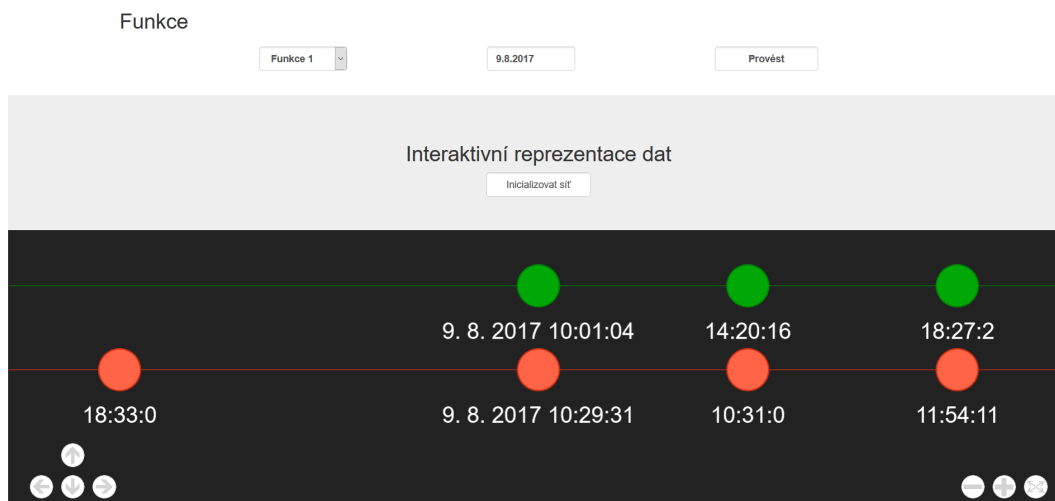 Funkce
Funkce 1 9.8.2017 Provést
Interaktivní reprezentace dat
Inicializovat síť
9. 8. 2017 10:01:04 14:20:16 18:27:2
18:33:0 9. 8. 2017 10:29:31 10:31:0 11:54:11